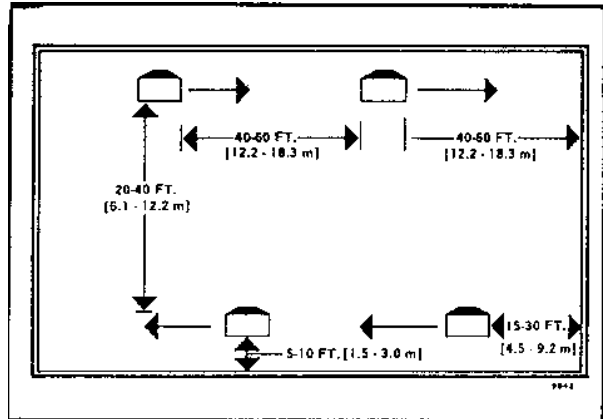 40-60 FT.
[12.2 - 18.3 m]
40-60 FT.
[12.2 - 18.3 m]
20-40 FT.
[6.1 - 12.2 m]
15-30 FT.
[4.5 - 9.2 m]
5-10 FT. [1.5 - 3.0 m]